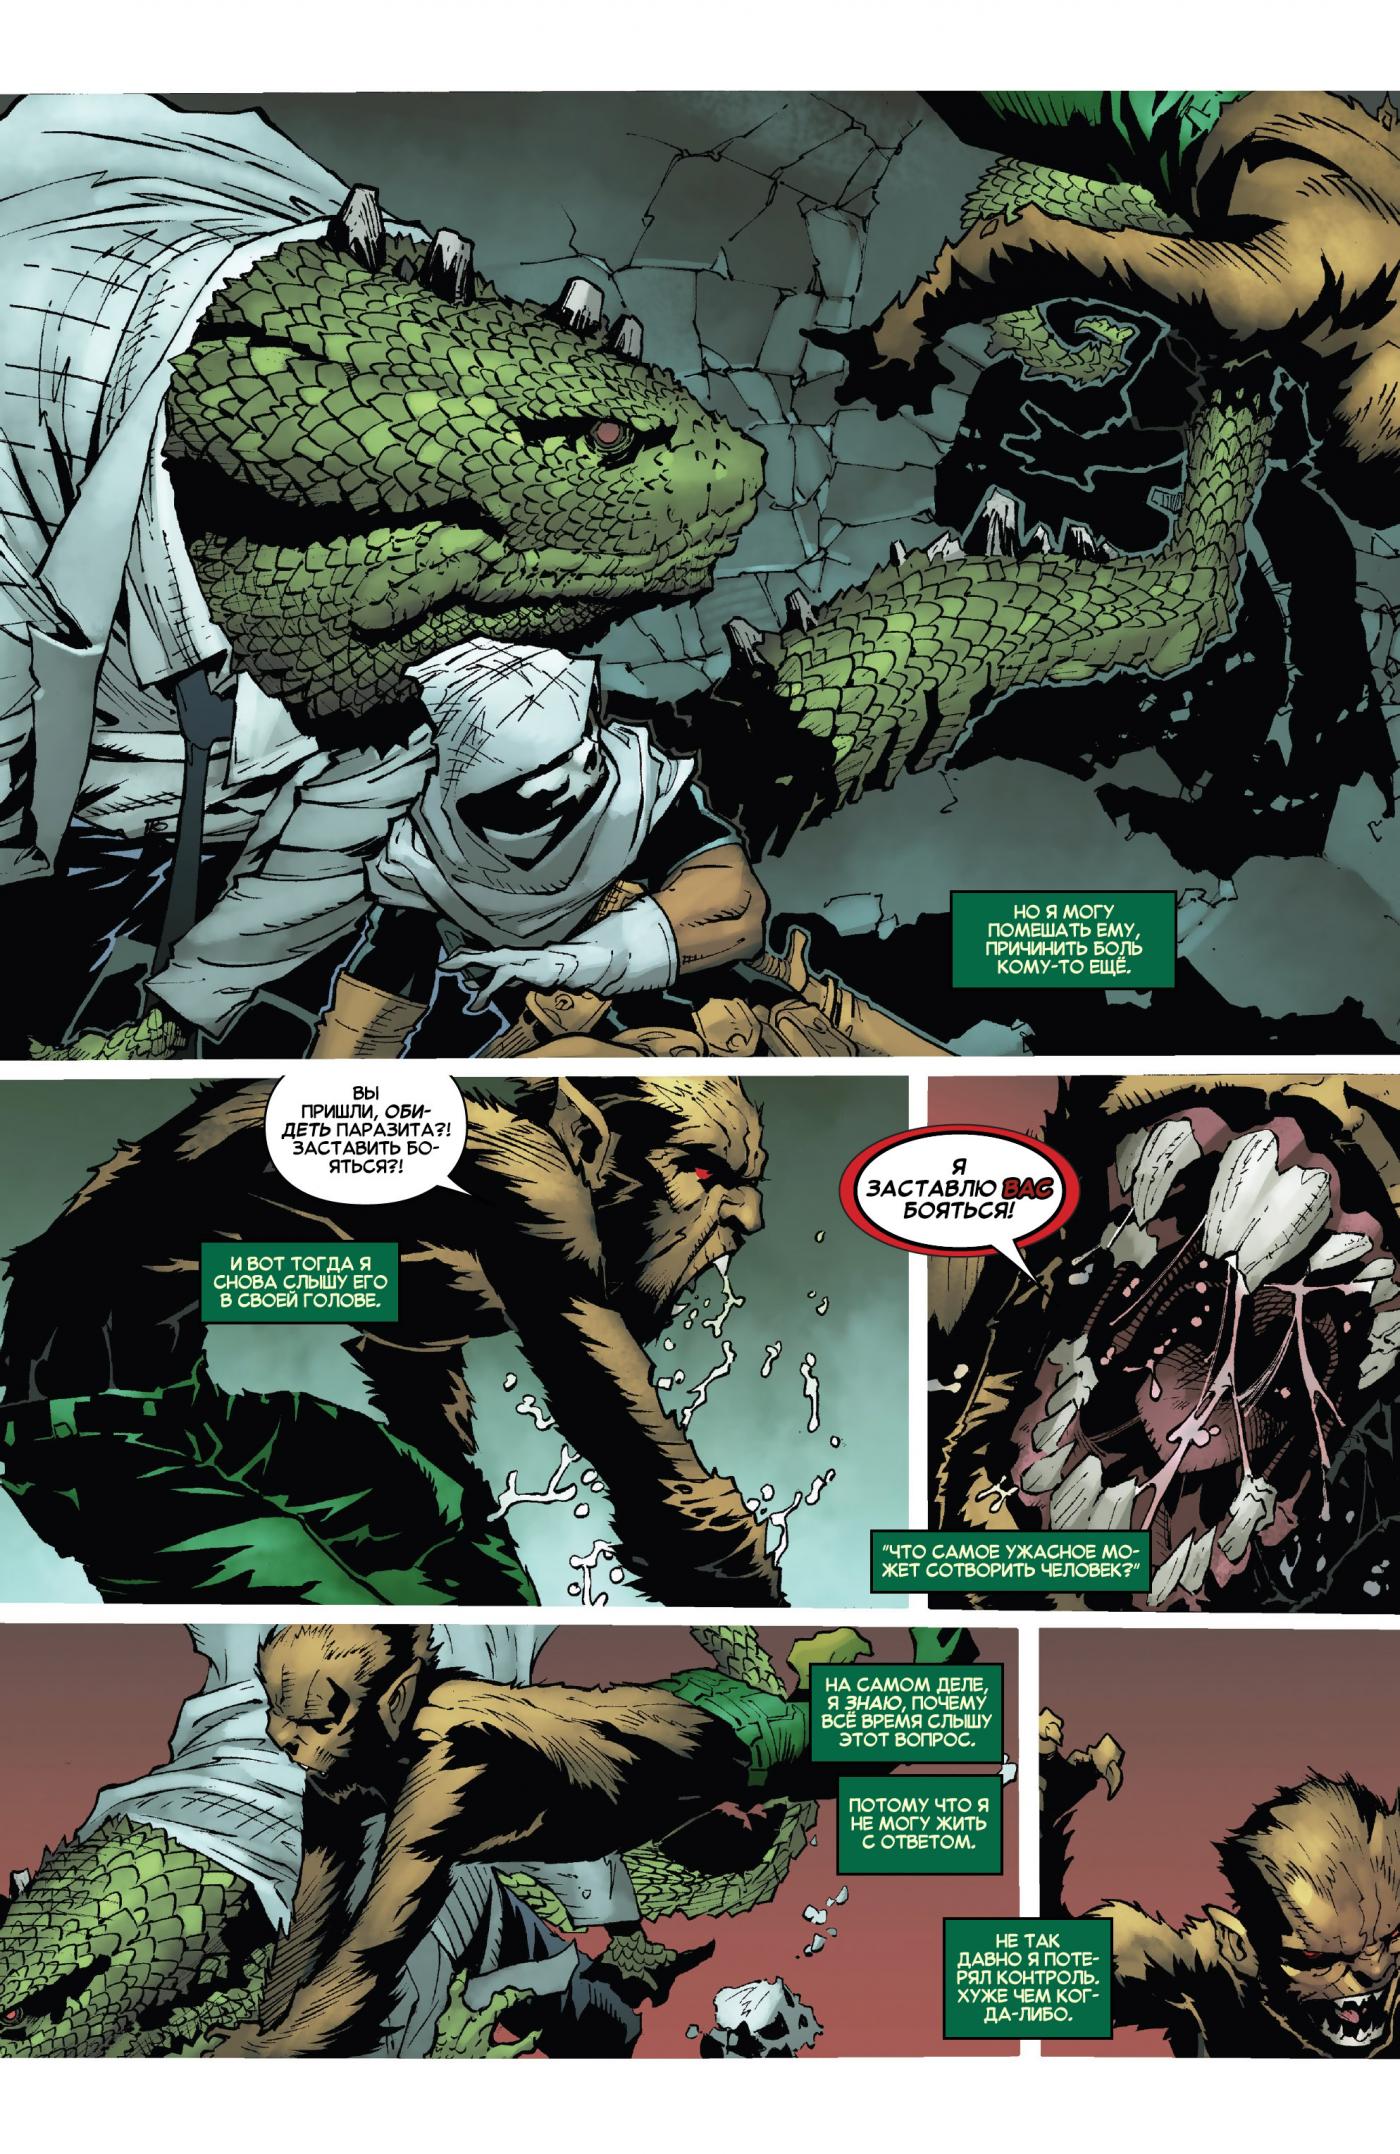 НО Я МОГУ
ПОМЕШАТЬ ЕМУ,
ПРИЧИНИТЬ БОЛЬ
КОМУ-ТО ЕЩЁ.
ВЫ
ПРИШЛИ, ОБИ-
ДЕТЬ ПАРАЗИТА?!
ЗАСТАВИТЬ БО-
ЯТЬСЯ?!
И ВОТ ТОГДА Я
СНОВА СЛЫШУ ЕГО
В СВОЕЙ ГОЛОВЕ.
Я
ЗАСТАВЛЮ ВАС
БОЯТЬСЯ!
"ЧТО САМОЕ УЖАСНОЕ МО-
ЖЕТ СОТВОРИТЬ ЧЕЛОВЕК?"
НА САМОМ ДЕЛЕ,
Я ЗНАЮ, ПОЧЕМУ
ВСЁ ВРЕМЯ СЛЫШУ
ЭТОТ ВОПРОС.
ПОТОМУ ЧТО Я
НЕ МОГУ ЖИТЬ
С ОТВЕТОМ.
НЕ ТАК
ДАВНО Я ПОТЕ-
РЯЛ КОНТРОЛЬ.
ХУЖЕ ЧЕМ КОГ-
ДА-ЛИБО.